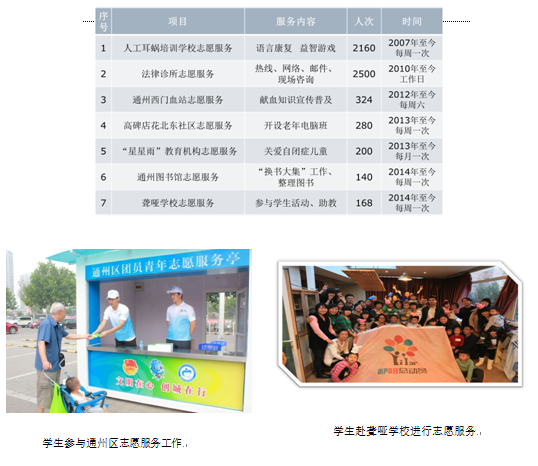 序号 项目 服务内容 人次 时间
1 人工耳蜗培训学校志愿服务 语言康复 益智游戏 2160 2007年至今 每周一次
2 法律诊所志愿服务 热线、网络、邮件、现场咨询 2500 2010年至今 工作日
3 通州西门血站志愿服务 献血知识宣传普及 324 2012年至今 每周六
4 高碑店花北东社区志愿服务 开设老年电脑班 280 2013年至今 每周一次
5 “星星雨”教育机构志愿服务 关爱自闭症儿童 200 2013年至今 每月一次
6 通州图书馆志愿服务 “换书大集”工作、整理图书 140 2014年至今 每周一次
7 聋哑学校志愿服务 参与学生活动、助教 168 2014年至今 每周一次
通州区团员青年志愿服务亭
文明在心 创城在行
总动员
学生参与通州区志愿服务工作.
学生赴聋哑学校进行志愿服务.